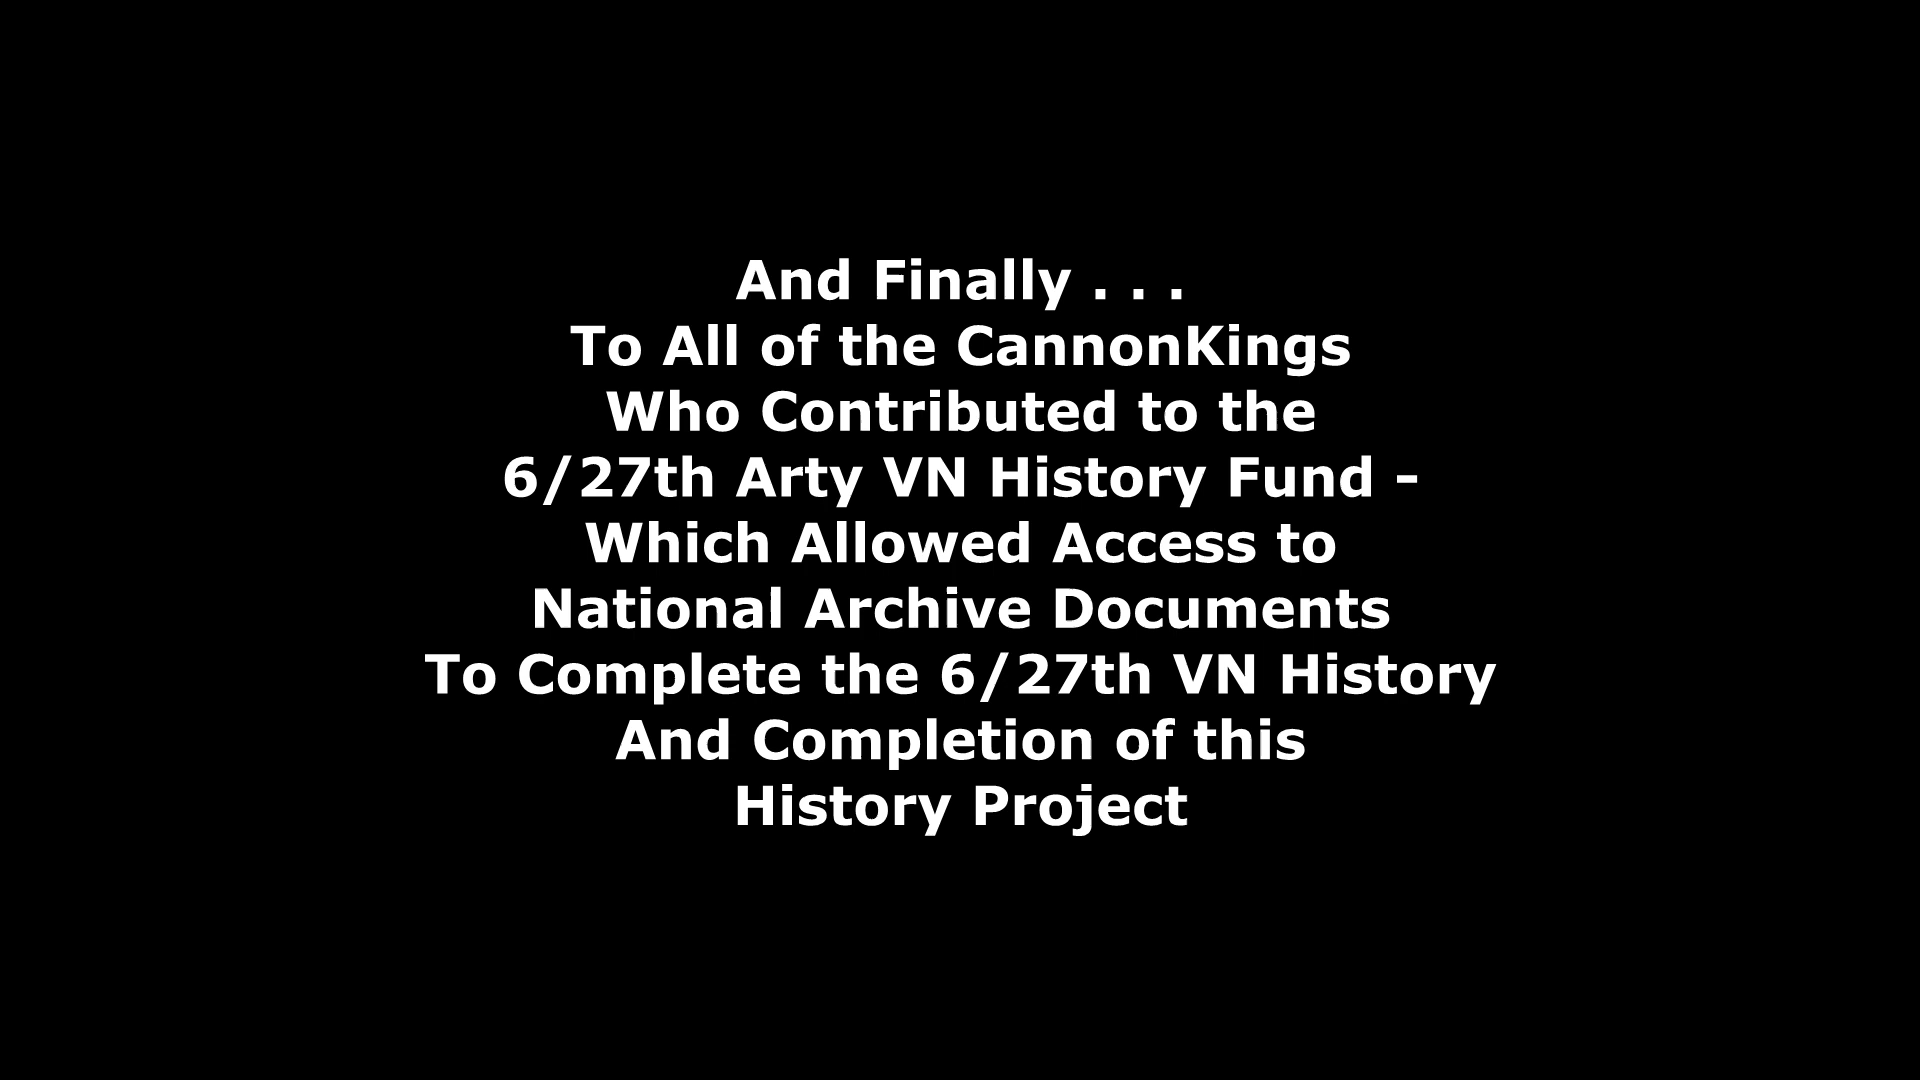 And Finally . . .
To All of the CannonKings
Who Contributed to the
6/27th Arty VN History Fund -
Which Allowed Access to
National Archive Documents
To Complete the 6/27th VN History
And Completion of this
History Project